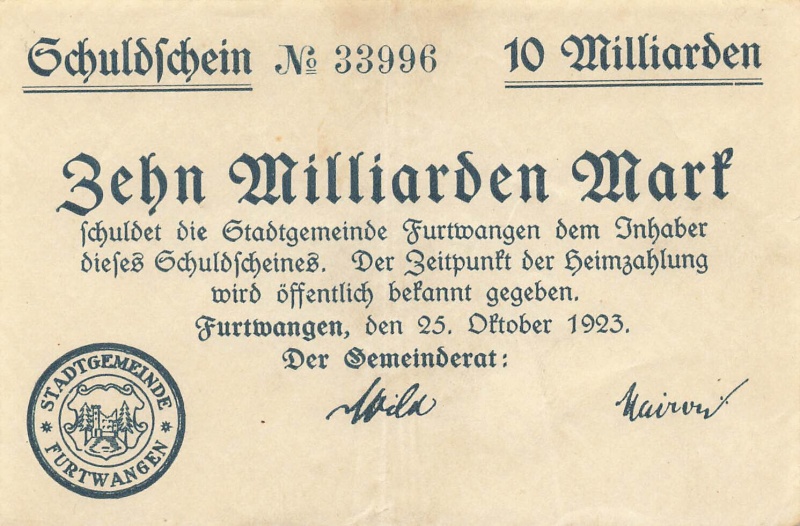 Schuldschein № 33996 10 Milliarden
Zehn Milliarden Mark
schuldet die Stadtgemeinde Furtwangen dem Inhaber
dieses Schuldscheines. Der Zeitpunkt der Heimzahlung
wird öffentlich bekannt gegeben.
Furtwangen, den 25. Oktober 1923.
Der Gemeinderat:
STADTGEMEINDE
FURTWANGEN